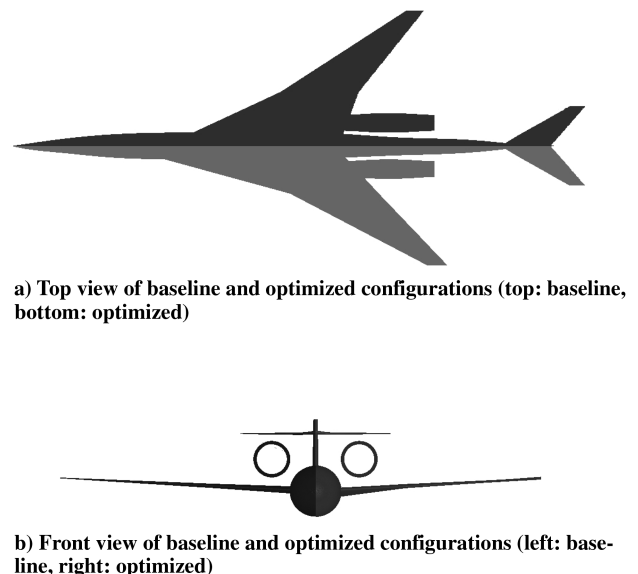 a) Top view of baseline and optimized configurations (top: baseline,
bottom: optimized)
b) Front view of baseline and optimized configurations (left: base-
line, right: optimized)